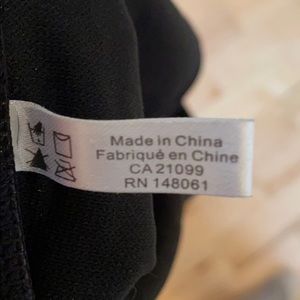 Made in China
Fabriqué en Chine
CA 21099
RN 148061